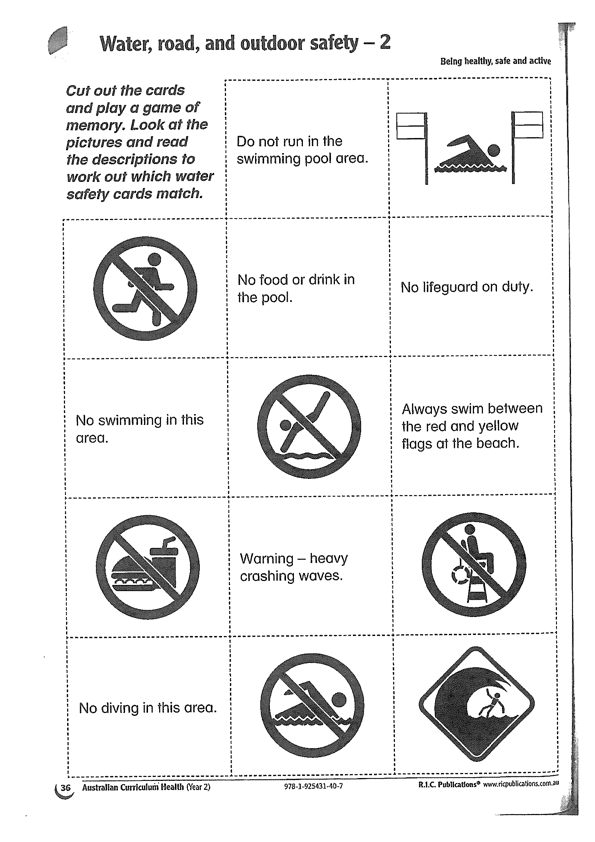 Water, road, and outdoor safety – 2
Being healthy, safe and active
Cut out the cards
and play a game of
memory. Look at the
pictures and read
the descriptions to
work out which water
safety cards match.
Do not run in the
swimming pool area.
No food or drink in
the pool.
No lifeguard on duty.
No swimming in this
area.
Always swim between
the red and yellow
flags at the beach.
Warning – heavy
crashing waves.
No diving in this area.
36 Australian Curriculum Health (Year 2) 978-1-925431-40-7 R.I.C. Publications® www.ricpublications.com.au